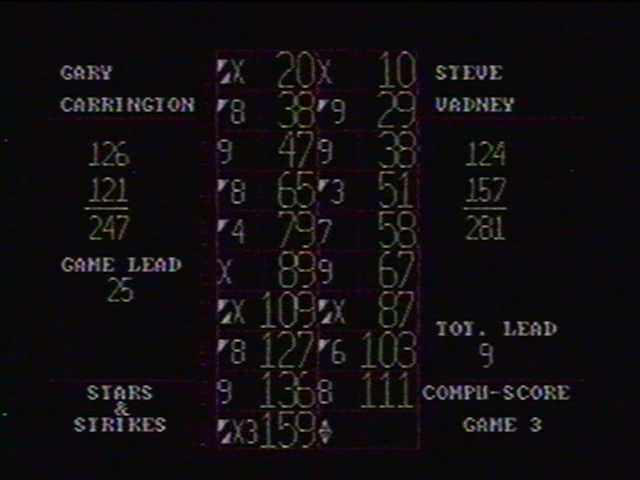 GARY X 20 X 10 STEVE
CARRINGTON 8 38 9 29 VADNEY
126 9 47 9 38 124
121 8 65 3 51 157
247 4 79 7 58 281
GAME LEAD X 89 9 67
25
X 109 X 87
TOT. LEAD
8 127 6 103 9
STARS 9 136 8 111 COMPU-SCORE
&
STRIKES X3 159 GAME 3